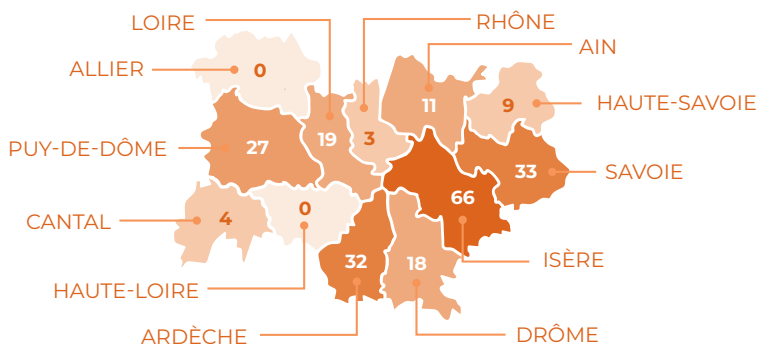 LOIRE
RHÔNE
AIN
ALLIER
0
11
9
HAUTE-SAVOIE
PUY-DE-DÔME
27
19
3
33
SAVOIE
66
CANTAL
4
0
32
18
ISÈRE
HAUTE-LOIRE
ARDÈCHE
DRÔME